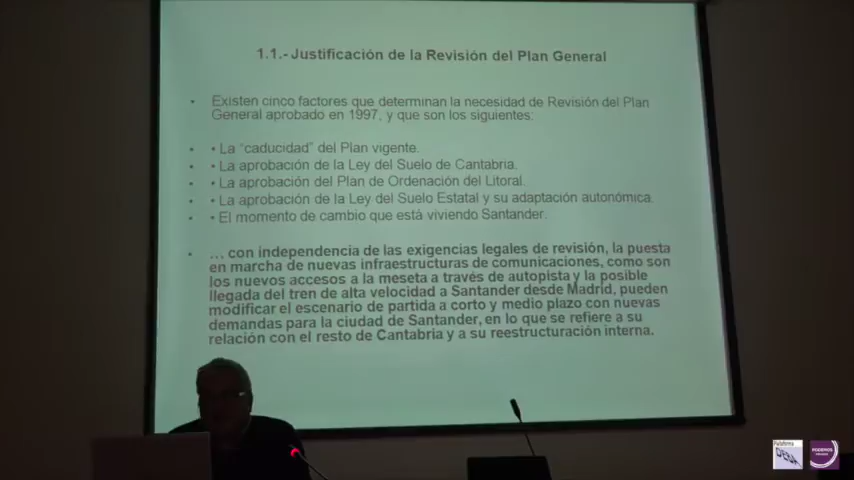 1.1.- Justificación de la Revisión del Plan General
• Existen cinco factores que determinan la necesidad de Revisión del Plan
General aprobado en 1997, y que son los siguientes:
• • La "caducidad" del Plan vigente.
• • La aprobación de la Ley del Suelo de Cantabria.
• • La aprobación del Plan de Ordenación del Litoral.
• • La aprobación de la Ley del Suelo Estatal y su adaptación autonómica.
• • El momento de cambio que está viviendo Santander.
• … con independencia de las exigencias legales de revisión, la puesta
en marcha de nuevas infraestructuras de comunicaciones, como son
los nuevos accesos a la meseta a través de autopista y la posible
llegada del tren de alta velocidad a Santander desde Madrid, pueden
modificar el escenario de partida a corto y medio plazo con nuevas
demandas para la ciudad de Santander, en lo que se refiere a su
relación con el resto de Cantabria y a su reestructuración interna.
PODEMOS